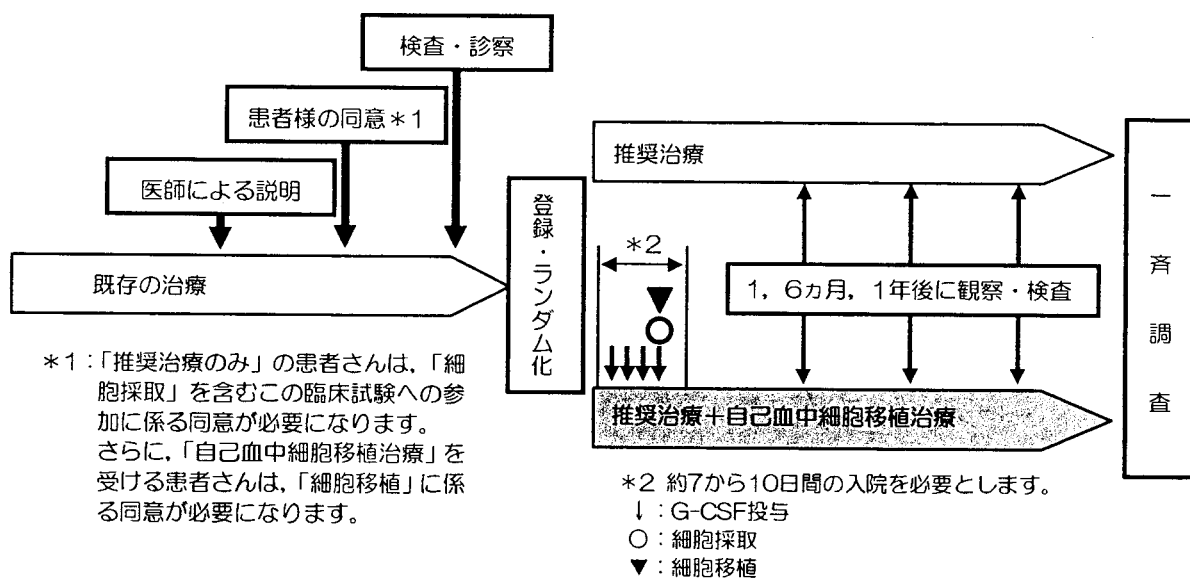 検査・診察
患者様の同意＊1
医師による説明
既存の治療
登録・ランダム化
推奨治療
＊2
1，6ヵ月，1年後に観察・検査
推奨治療＋自己血中細胞移植治療
一斉調査
＊1：「推奨治療のみ」の患者さんは，「細
胞採取」を含むこの臨床試験への参
加に係る同意が必要になります。
さらに，「自己血中細胞移植治療」を
受ける患者さんは，「細胞移植」に係
る同意が必要になります。
＊2 約7から10日間の入院を必要とします。
↓：G-CSF投与
○：細胞採取
▼：細胞移植